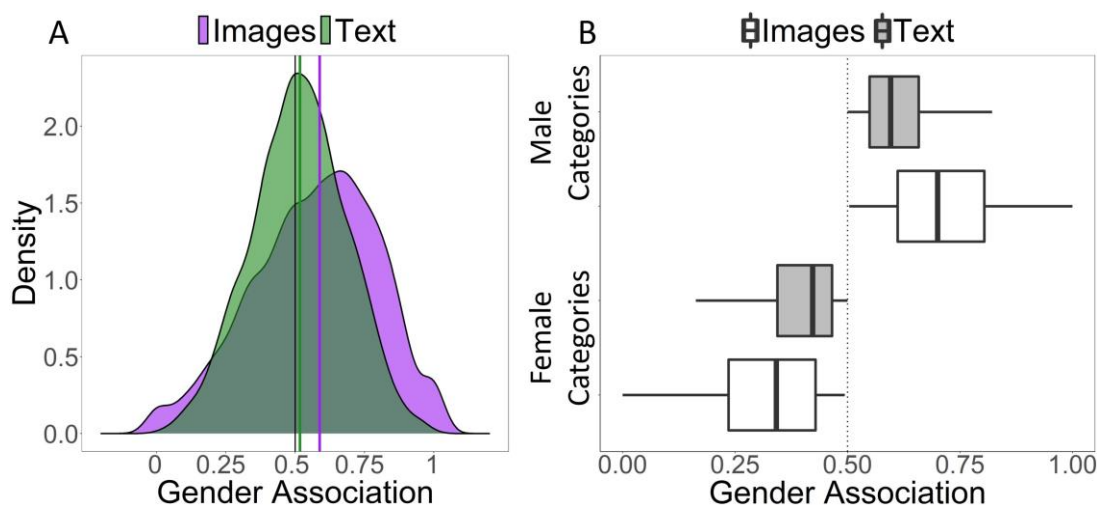 A
Images Text
2.0
1.5
1.0
0.5
0.0
Density
0 0.25 0.5 0.75 1
Gender Association
B
Images Text
Male
Categories
Female
Categories
0.00 0.25 0.50 0.75 1.00
Gender Association